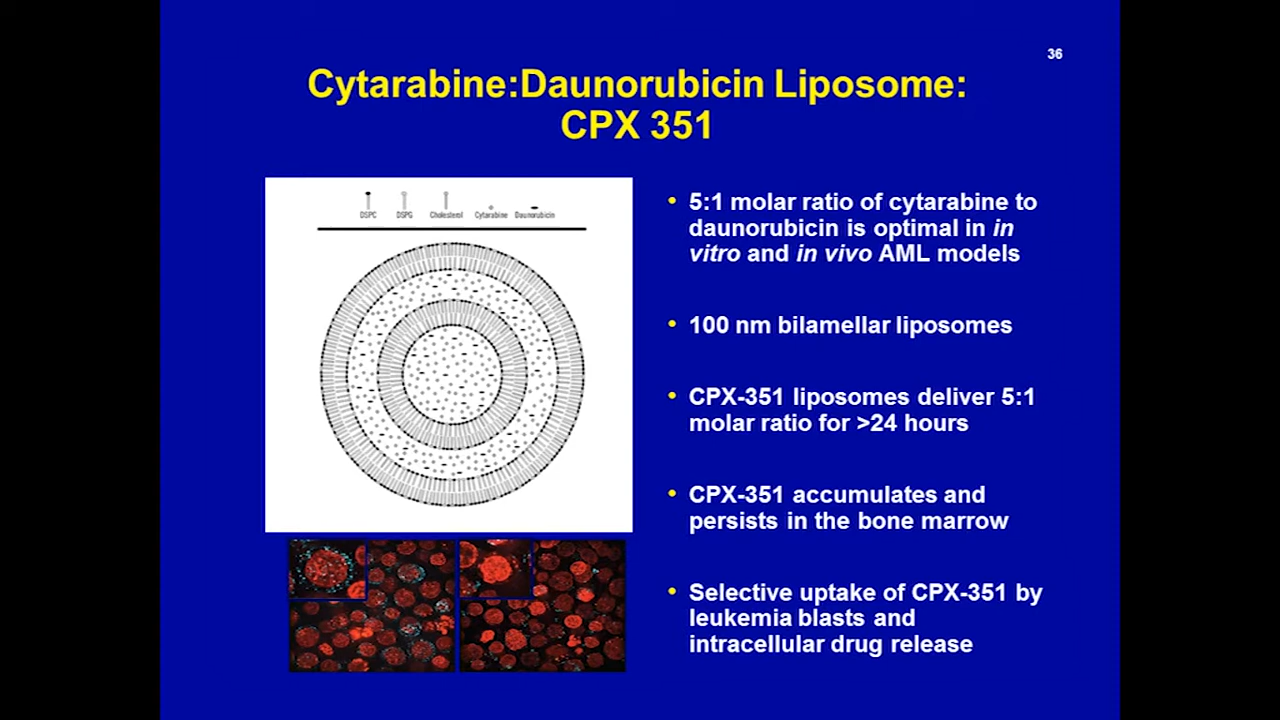 36
Cytarabine:Daunorubicin Liposome:
CPX 351
DSPC DSPG Cholesterol Cytarabine Daunorubicin
• 5:1 molar ratio of cytarabine to
daunorubicin is optimal in in
vitro and in vivo AML models
• 100 nm bilamellar liposomes
• CPX-351 liposomes deliver 5:1
molar ratio for >24 hours
• CPX-351 accumulates and
persists in the bone marrow
• Selective uptake of CPX-351 by
leukemia blasts and
intracellular drug release